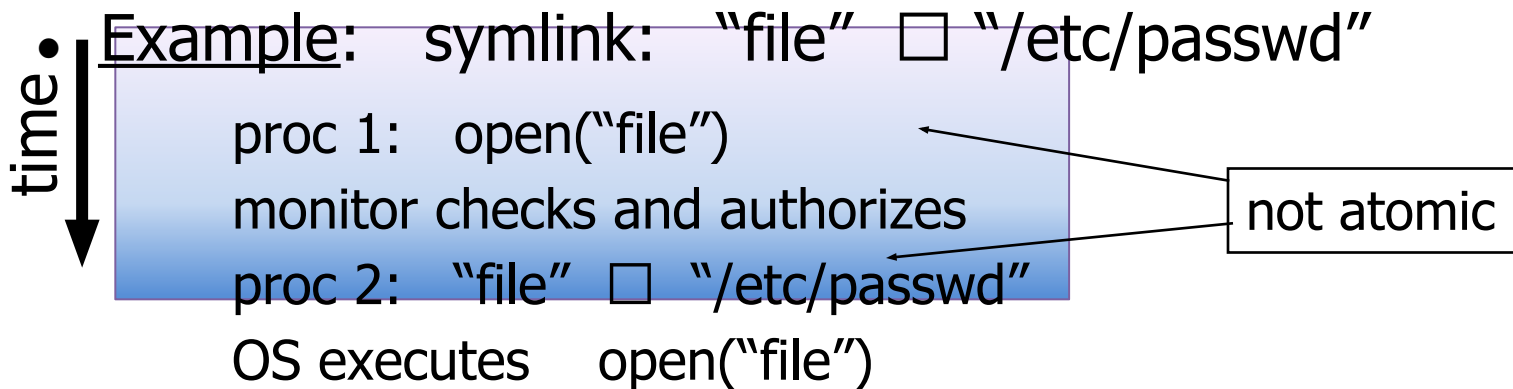 • Example: symlink: “file” □ “/etc/passwd”
time
proc 1: open(“file”)
monitor checks and authorizes
not atomic
proc 2: “file” □ “/etc/passwd”
OS executes open(“file”)